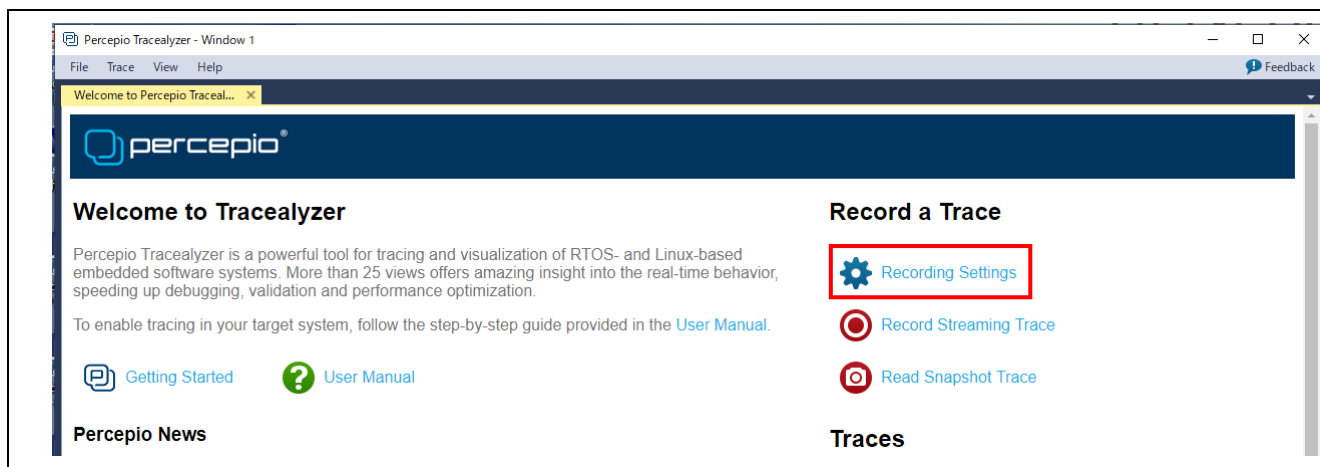 Percepio Tracealyzer - Window 1
File Trace View Help
Feedback
Welcome to Percepio Traceal...
percepio®
Welcome to Tracealyzer
Percepio Tracealyzer is a powerful tool for tracing and visualization of RTOS- and Linux-based
embedded software systems. More than 25 views offers amazing insight into the real-time behavior,
speeding up debugging, validation and performance optimization.
To enable tracing in your target system, follow the step-by-step guide provided in the User Manual.
Getting Started
User Manual
Percepio News
Record a Trace
Recording Settings
Record Streaming Trace
Read Snapshot Trace
Traces